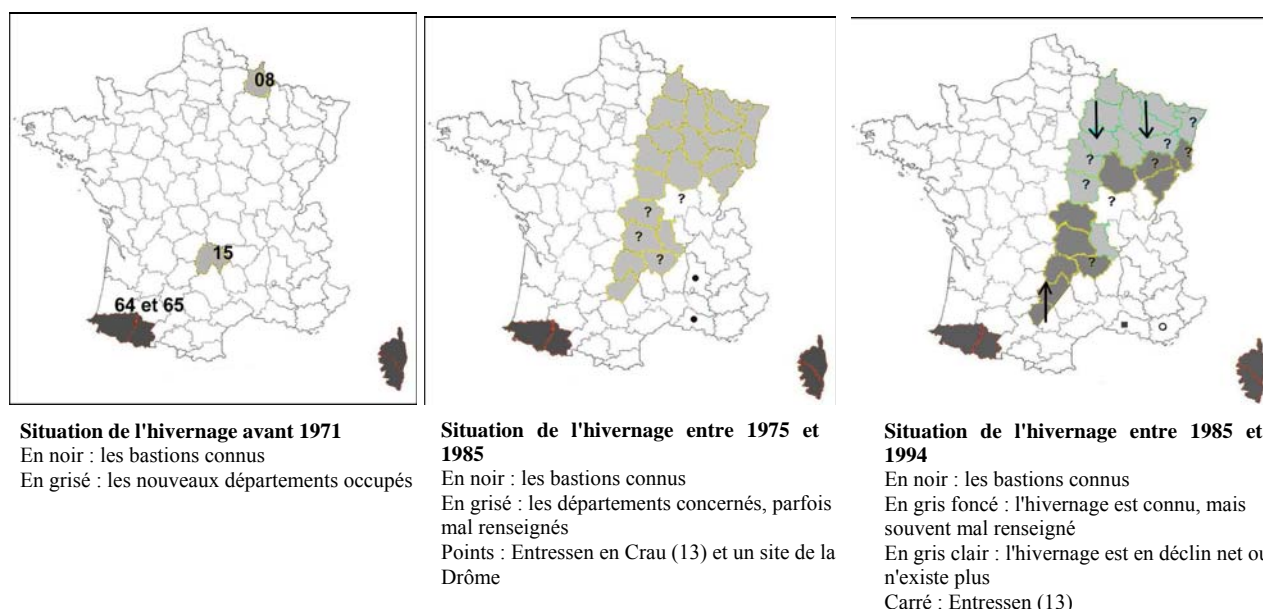 08
15
64 et 65
Situation de l'hivernage avant 1971
En noir : les bastions connus
En grisé : les nouveaux départements occupés
?
?
?
?
Situation de l'hivernage entre 1975 et
1985
En noir : les bastions connus
En grisé : les départements concernés, parfois
mal renseignés
Points : Entressen en Crau (13) et un site de la
Drôme
?
?
?
?
?
?
?
?
Situation de l'hivernage entre 1985 et
1994
En noir : les bastions connus
En gris foncé : l'hivernage est connu, mais
souvent mal renseigné
En gris clair : l'hivernage est en déclin net ou
n'existe plus
Carré : Entressen (13)